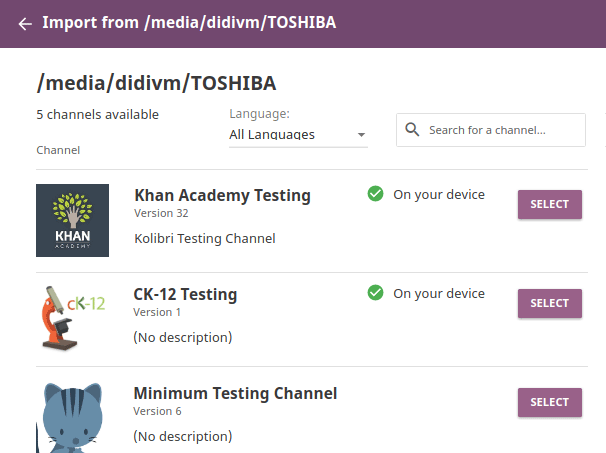 Import from /media/didivm/TOSHIBA
/media/didivm/TOSHIBA
5 channels available
Language:
All Languages
Search for a channel...
Channel
KHAN
ACADEMY
Khan Academy Testing
Version 32
Kolibri Testing Channel
On your device
SELECT
cK-12
CK-12 Testing
Version 1
(No description)
On your device
SELECT
Minimum Testing Channel
Version 6
(No description)
SELECT